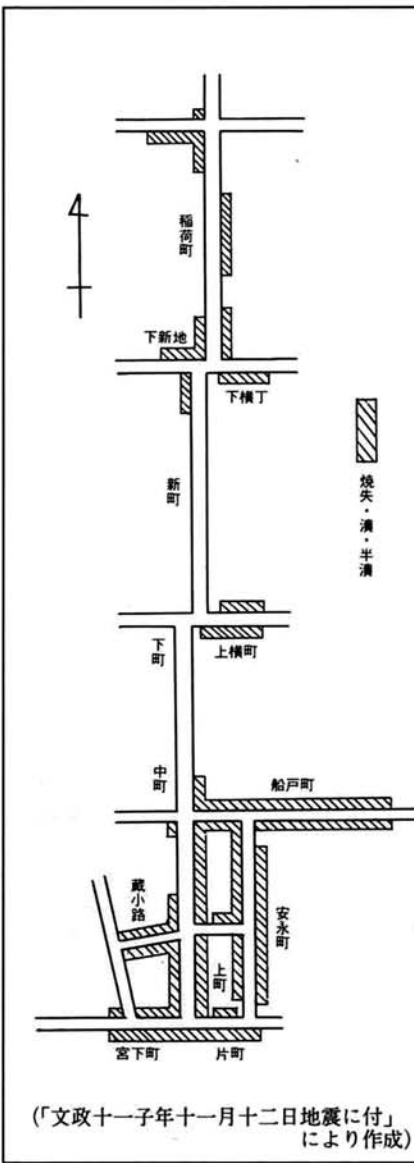 稲荷町
下新地
下横丁
焼失・潰・半潰
新町
上横町
下町
中町
船戸町
蔵小路
安永町
上町
宮下町
片町
(「文政十一子年十一月十二日地震に付」
により作成)